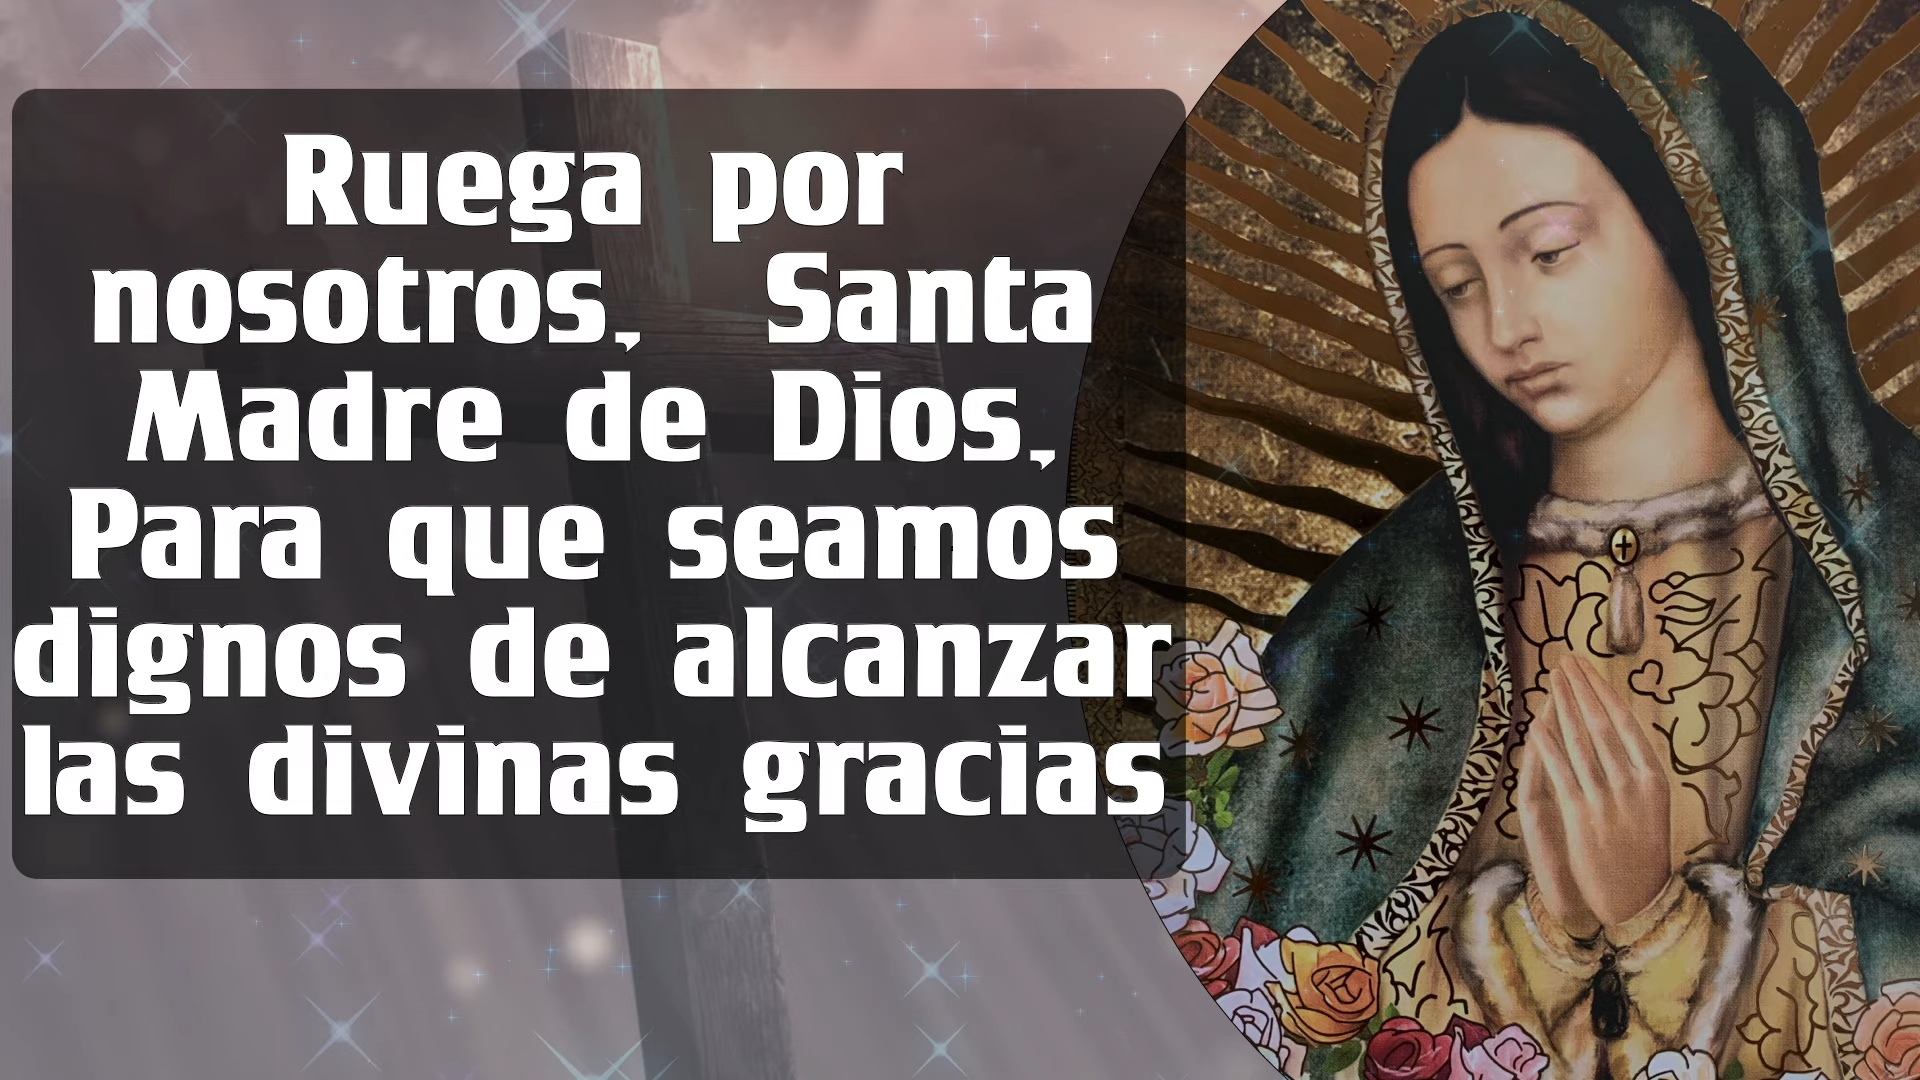 Ruega por
nosotros, Santa
Madre de Dios,
Para que seamos
dignos de alcanzar
las divinas gracias